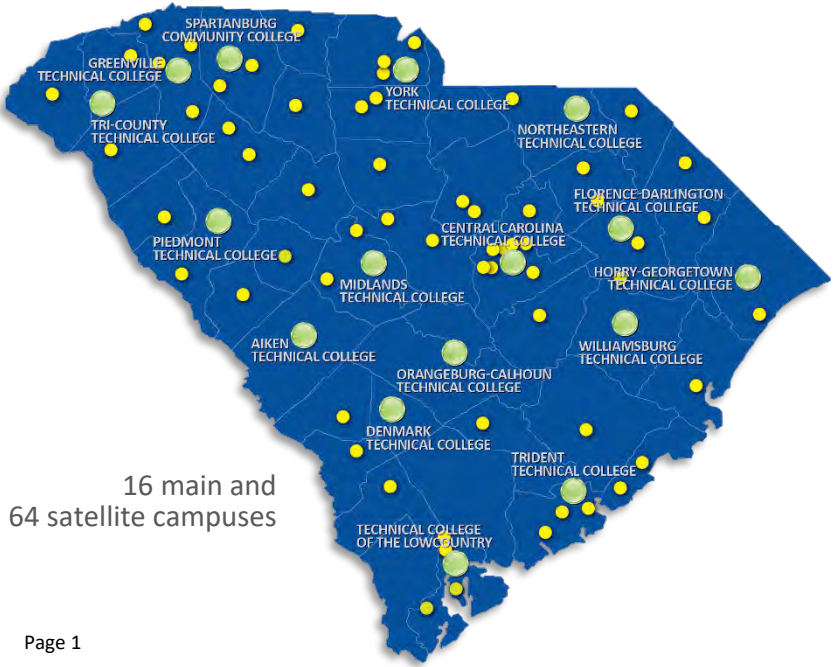 SPARTANBURG
COMMUNITY COLLEGE
GREENVILLE
TECHNICAL COLLEGE
YORK
TECHNICAL COLLEGE
TRI-COUNTY
TECHNICAL COLLEGE
NORTHEASTERN
TECHNICAL COLLEGE
FLORENCE-DARLINGTON
TECHNICAL COLLEGE
PIEDMONT
TECHNICAL COLLEGE
CENTRAL CAROLINA
TECHNICAL COLLEGE
MIDLANDS
TECHNICAL COLLEGE
HORRY-GEORGETOWN
TECHNICAL COLLEGE
AIKEN
TECHNICAL COLLEGE
WILLIAMSBURG
TECHNICAL COLLEGE
ORANGEBURG-CALHOUN
TECHNICAL COLLEGE
DENMARK
TECHNICAL COLLEGE
TRIDENT
TECHNICAL COLLEGE
16 main and
64 satellite campuses
TECHNICAL COLLEGE
OF THE LOWCOUNTRY
Page 1